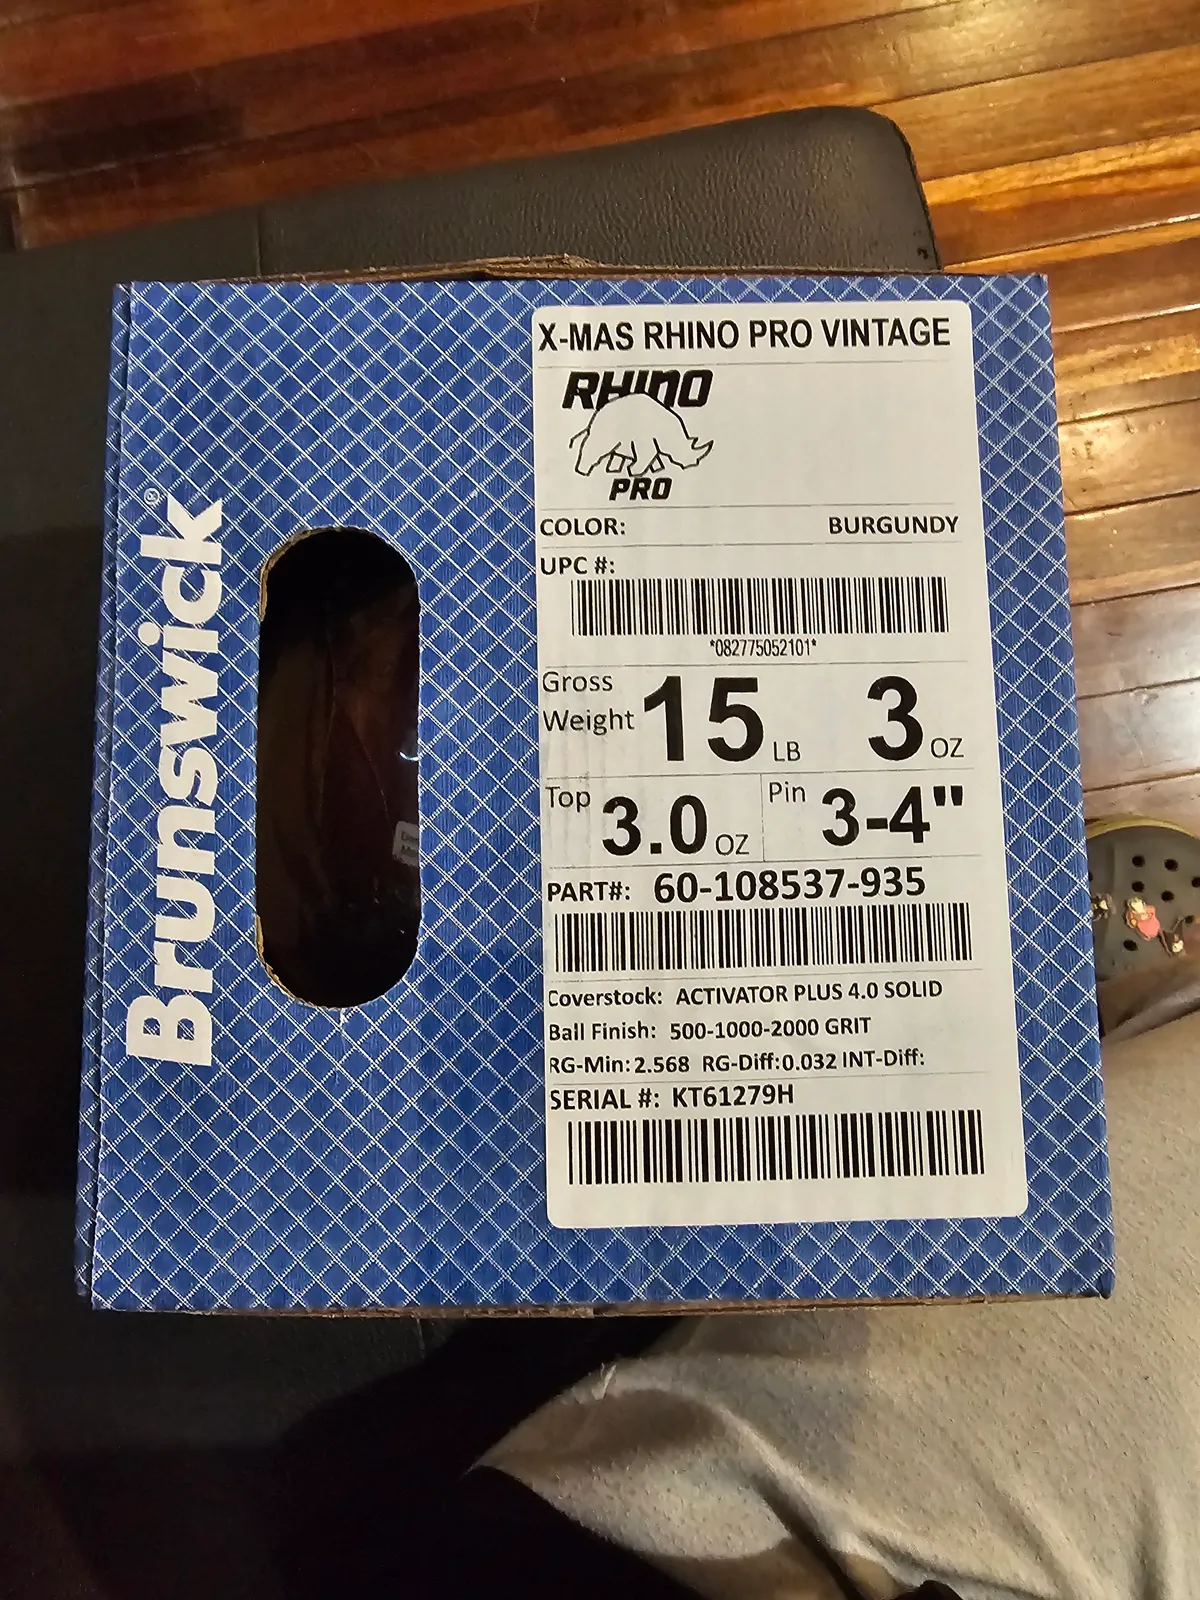 Brunswick®
X-MAS RHINO PRO VINTAGE
RHINO
PRO
COLOR: BURGUNDY
UPC #:
*082775052101*
Gross Weight 15 LB 3 OZ
Top 3.0 OZ Pin 3-4"
PART#: 60-108537-935
Coverstock: ACTIVATOR PLUS 4.0 SOLID
Ball Finish: 500-1000-2000 GRIT
RG-Min: 2.568 RG-Diff: 0.032 INT-Diff:
SERIAL #: KT61279H